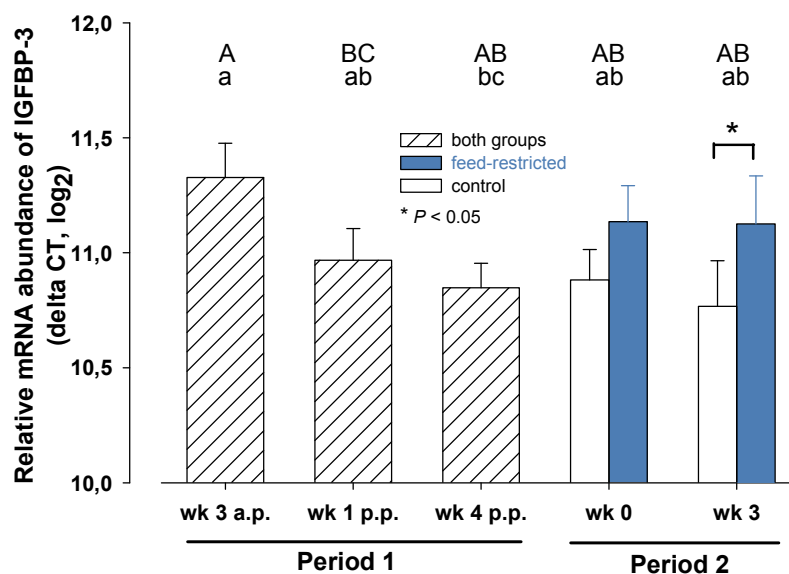 Relative mRNA abundance of IGFBP-3
(delta CT, log2)
12,0
11,5
11,0
10,5
10,0
A BC AB AB AB
a ab bc ab ab
both groups
feed-restricted
control
* P < 0.05
*
wk 3 a.p. wk 1 p.p. wk 4 p.p. wk 0 wk 3
Period 1 Period 2